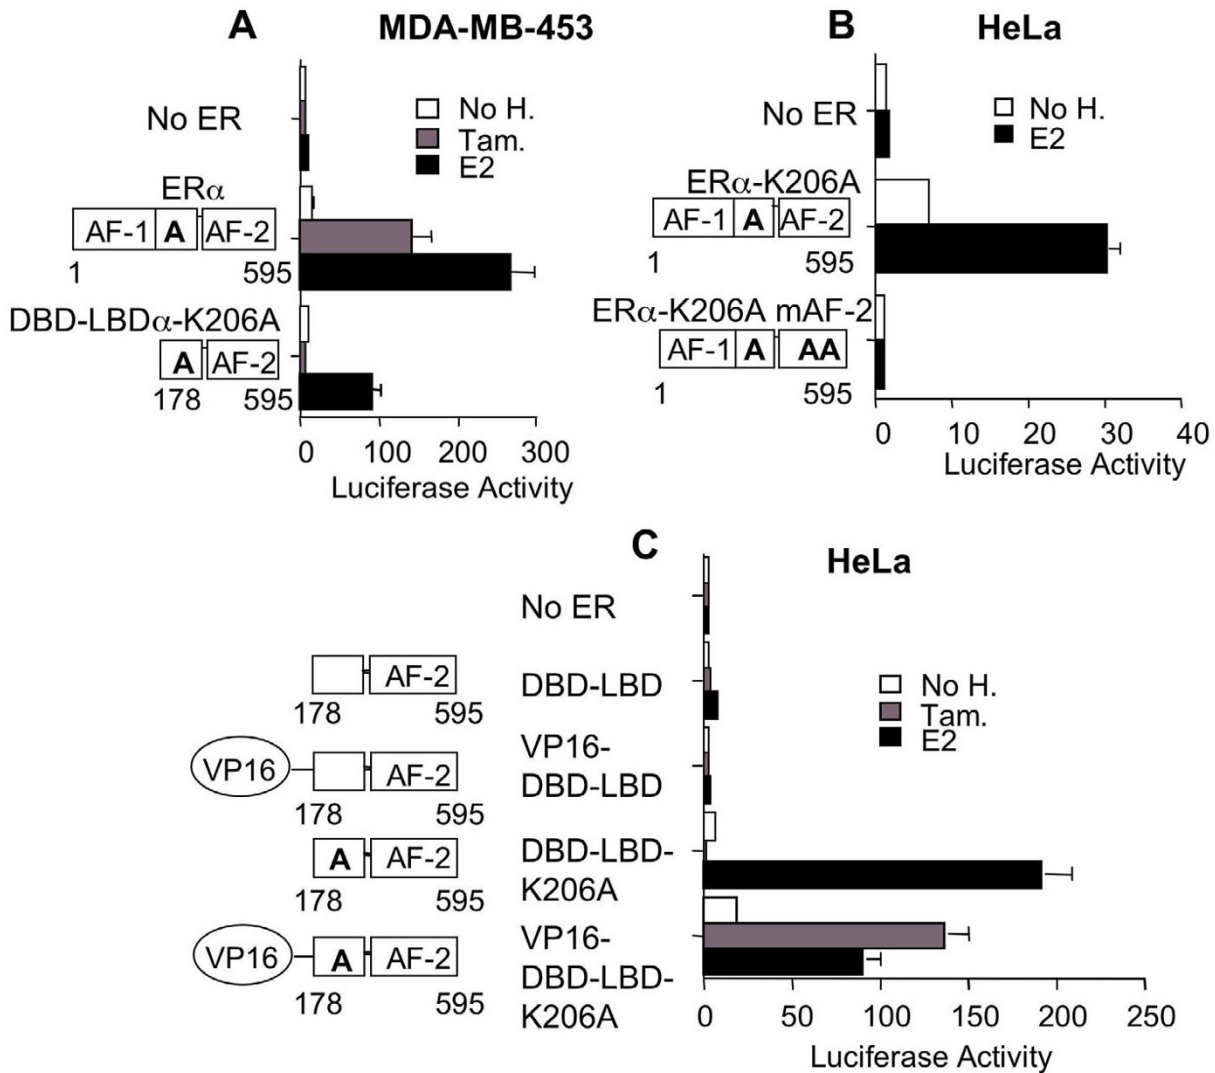 A MDA-MB-453
No ER
No H.
Tam.
E2
ERα
AF-1 A AF-2
1 595
DBD-LBDα-K206A
A AF-2
178 595
0 100 200 300
Luciferase Activity
B HeLa
No ER
No H.
E2
ERα-K206A
AF-1 A AF-2
1 595
ERα-K206A mAF-2
AF-1 A AA
1 595
0 10 20 30 40
Luciferase Activity
C HeLa
No ER
No H.
Tam.
E2
AF-2 DBD-LBD
178 595
VP16 AF-2 VP16-
DBD-LBD
178 595
A AF-2 DBD-LBD-
178 595 K206A
VP16 A AF-2 VP16-
DBD-LBD-
178 595 K206A
0 50 100 150 200 250
Luciferase Activity